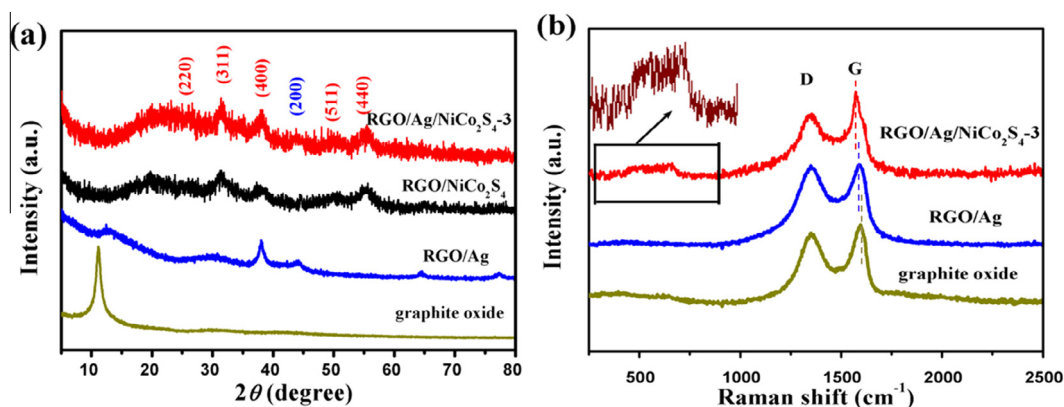 (a)
Intensity (a.u.)
(220)
(311)
(400)
(200)
(511)
(440)
RGO/Ag/NiCo₂S₄-3
RGO/NiCo₂S₄
RGO/Ag
graphite oxide
10 20 30 40 50 60 70 80
2θ (degree)
(b)
Intensity (a.u.)
D G
RGO/Ag/NiCo₂S₄-3
RGO/Ag
graphite oxide
500 1000 1500 2000 2500
Raman shift (cm⁻¹)